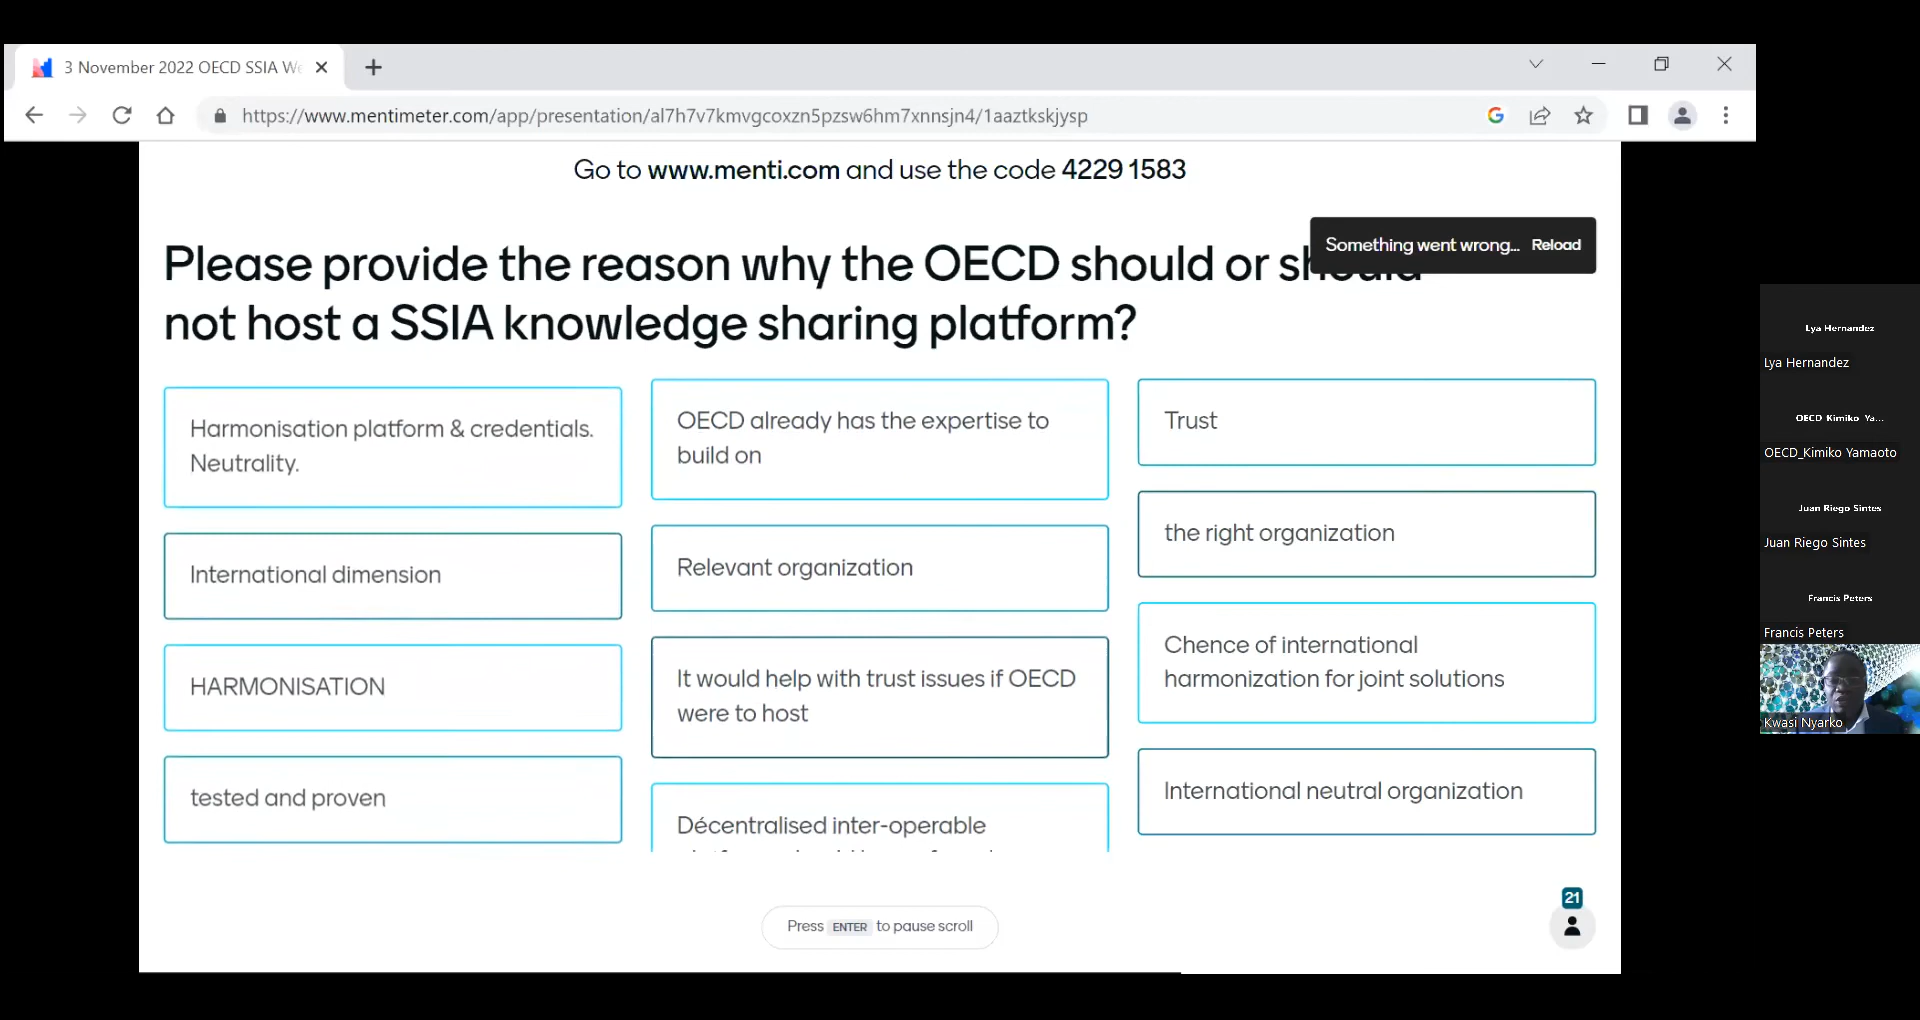 3 November 2022 OECD SSIA We
https://www.mentimeter.com/app/presentation/al7h7v7kmvgcoxzn5pzsw6hm7xnnsjn4/1aaztkskjysp
Go to www.menti.com and use the code 4229 1583
Something went wrong... Reload
Please provide the reason why the OECD should or should
not host a SSIA knowledge sharing platform?
Harmonisation platform & credentials.
Neutrality.
International dimension
HARMONISATION
tested and proven
OECD already has the expertise to
build on
Relevant organization
It would help with trust issues if OECD
were to host
Décentralised inter-operable
Trust
the right organization
Chence of international
harmonization for joint solutions
International neutral organization
Press ENTER to pause scroll
21
Lya Hernandez
Lya Hernandez
OECD Kimiko Ya...
OECD_Kimiko Yamaoto
Juan Riego Sintes
Juan Riego Sintes
Francis Peters
Francis Peters
Kwasi Nyarko